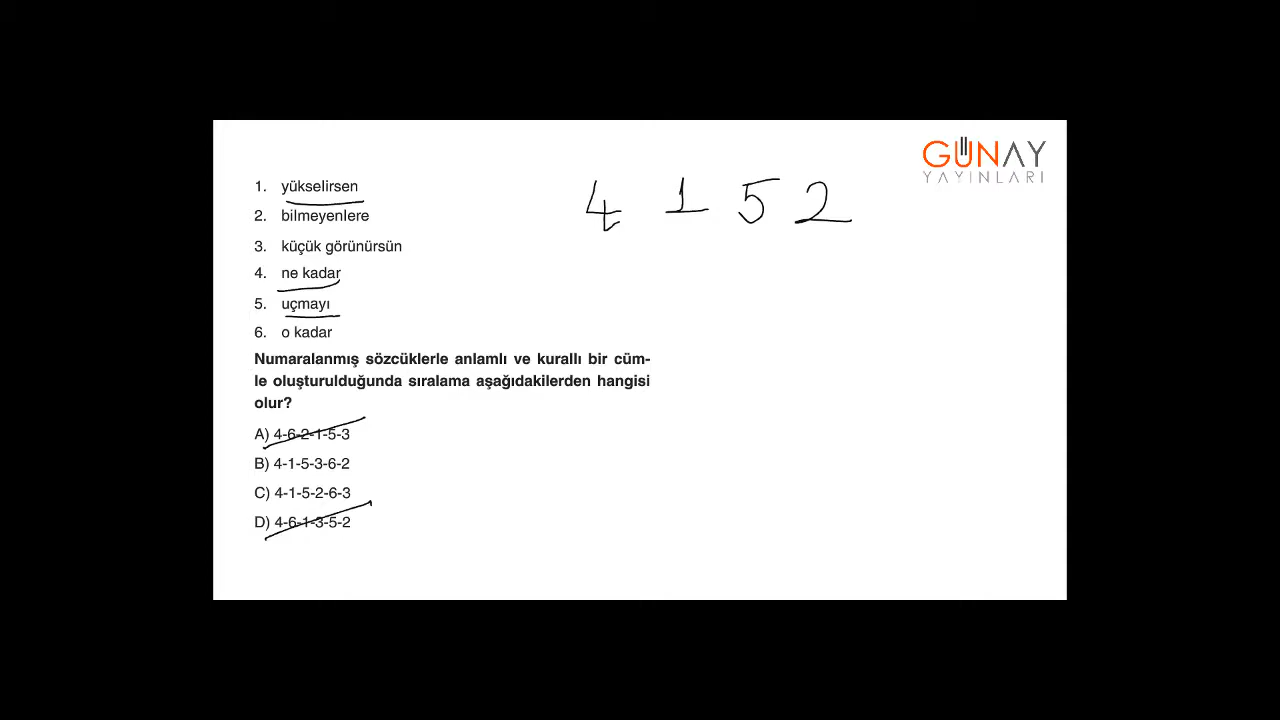 GÜNAY
YAYINLARI
4 1 5 2
1. yükselirsen
2. bilmeyenlere
3. küçük görünürsün
4. ne kadar
5. uçmayı
6. o kadar
Numaralanmış sözcüklerle anlamlı ve kurallı bir cüm-
le oluşturulduğunda sıralama aşağıdakilerden hangisi
olur?
A) 4-6-2-1-5-3
B) 4-1-5-3-6-2
C) 4-1-5-2-6-3
D) 4-6-1-3-5-2